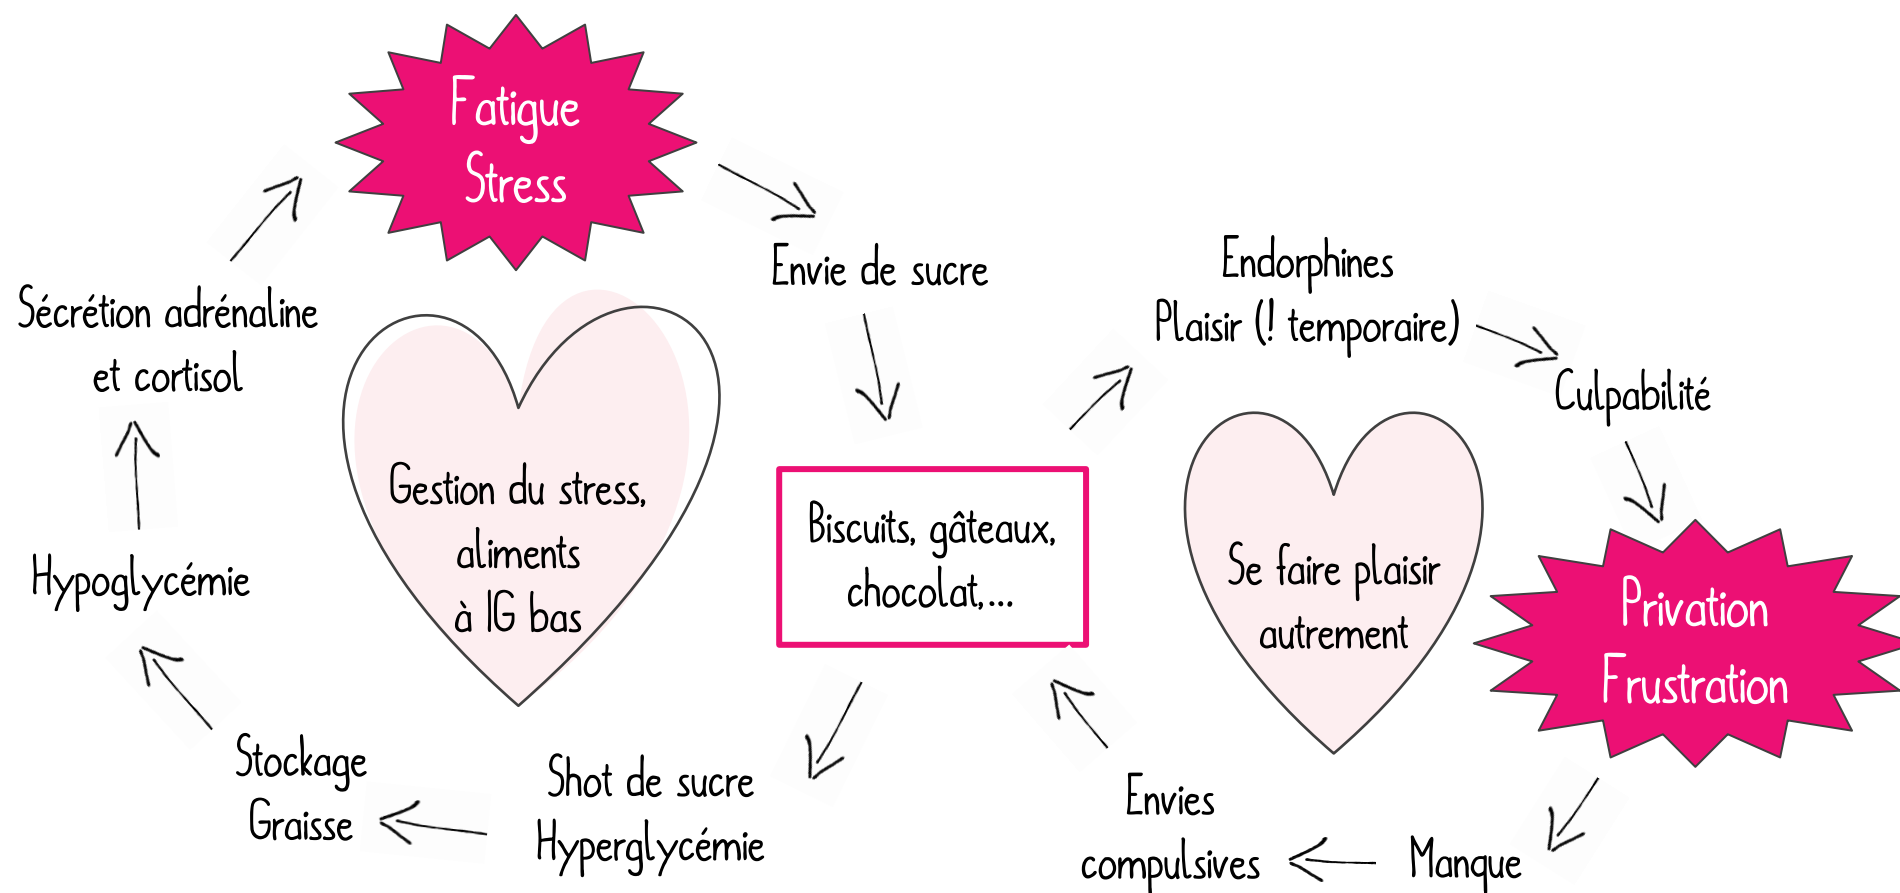 Fatigue
Stress
Envie de sucre
Sécrétion adrénaline
et cortisol
Hypoglycémie
Stockage
Graisse
Shot de sucre
Hyperglycémie
Gestion du stress,
aliments
à IG bas
Biscuits, gâteaux,
chocolat,...
Endorphines
Plaisir (! temporaire)
Culpabilité
Privation
Frustration
Manque
Envies
compulsives
Se faire plaisir
autrement